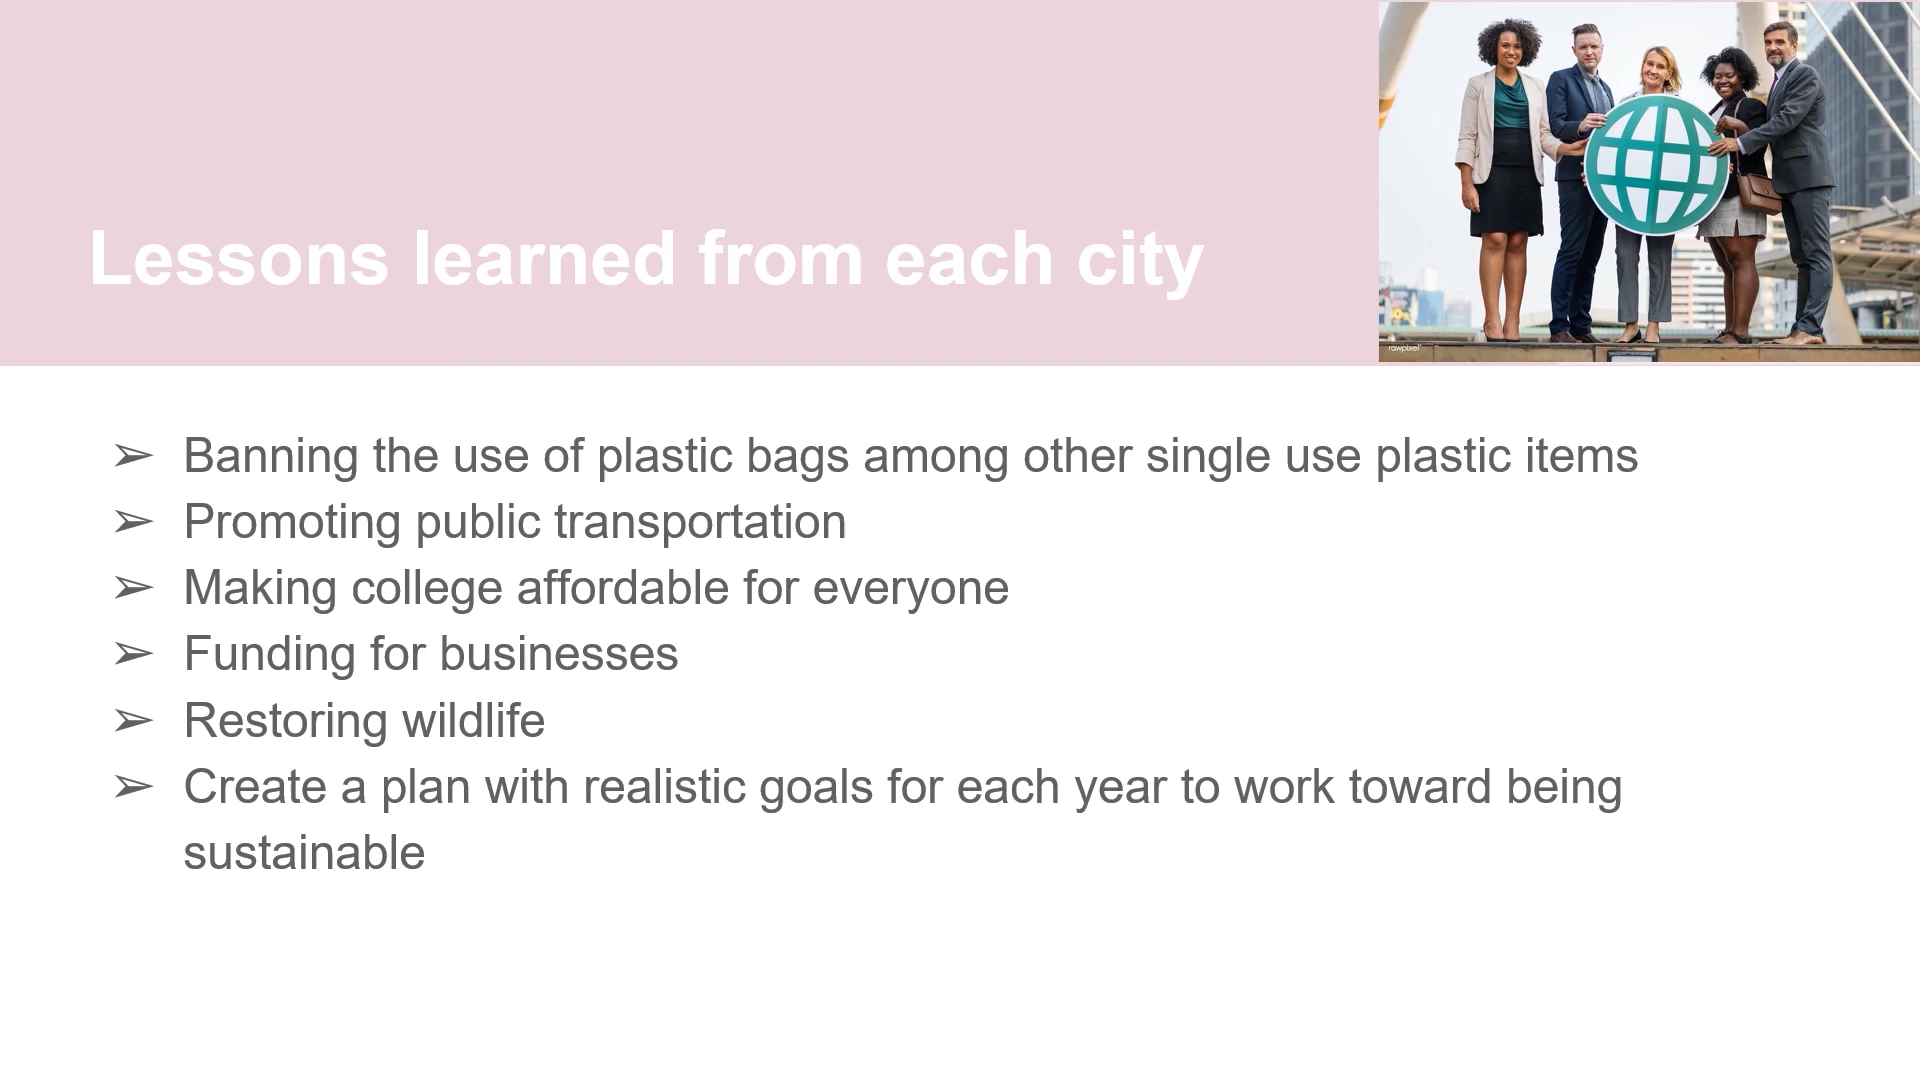 Lessons learned from each city
rawpixel
➢ Banning the use of plastic bags among other single use plastic items
➢ Promoting public transportation
➢ Making college affordable for everyone
➢ Funding for businesses
➢ Restoring wildlife
➢ Create a plan with realistic goals for each year to work toward being
sustainable